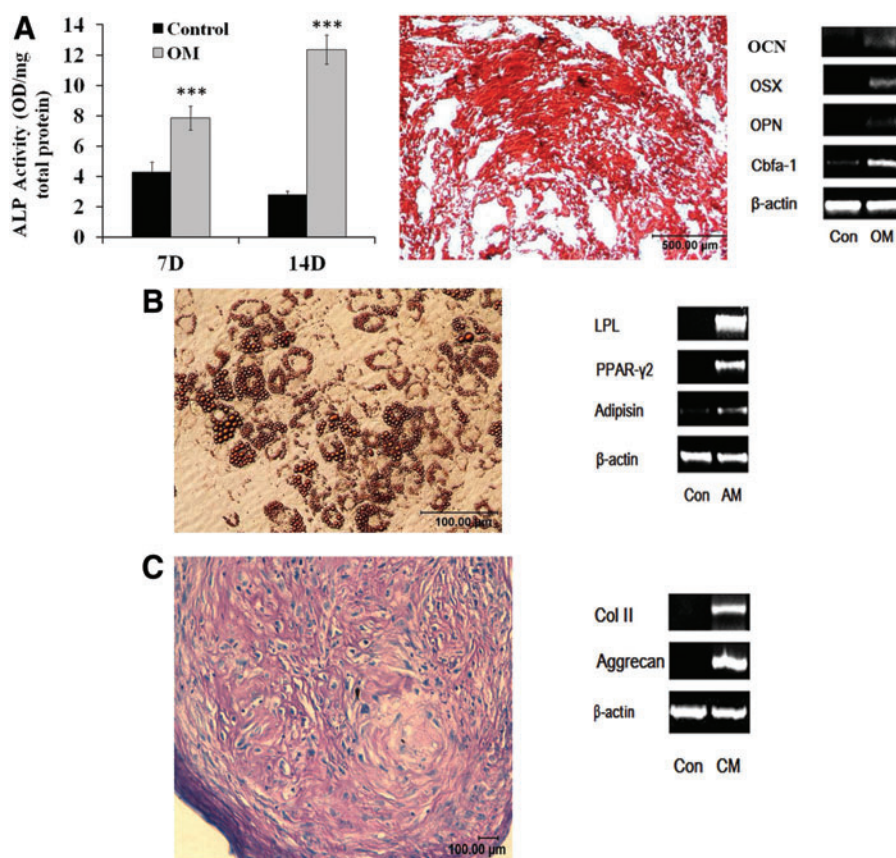 A
ALP Activity (OD/mg
total protein)
14
12
10
8
6
4
2
0
Control
OM
***
***
7D
14D
500.00 µm
OCN
OSX
OPN
Cbfa-1
β-actin
Con OM
B
100.00 µm
LPL
PPAR-γ2
Adipisin
β-actin
Con AM
C
100.00 µm
Col II
Aggrecan
β-actin
Con CM